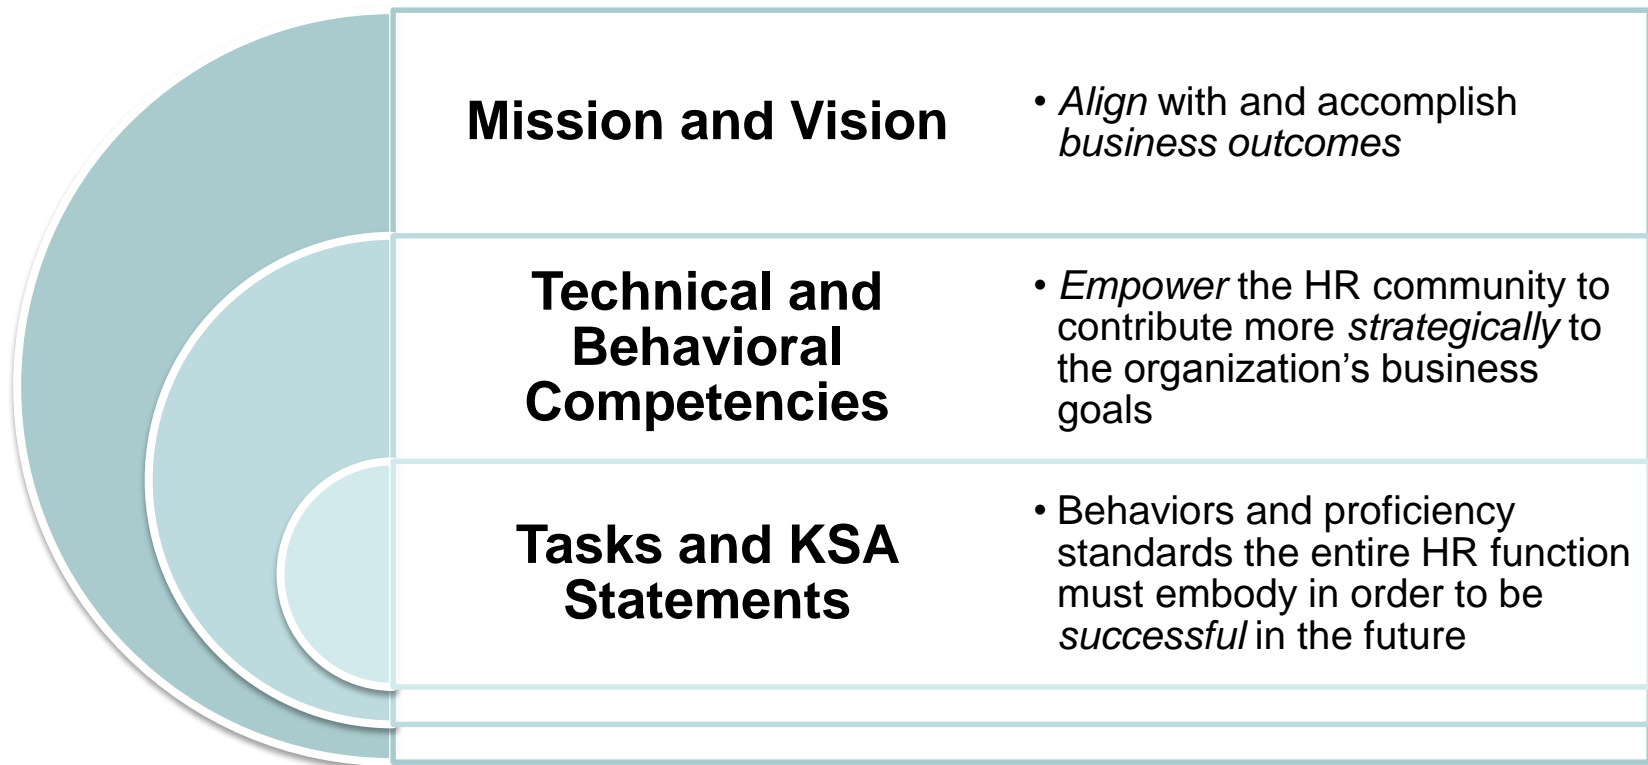 Mission and Vision
• Align with and accomplish
business outcomes
Technical and
Behavioral
Competencies
• Empower the HR community to
contribute more strategically to
the organization’s business
goals
Tasks and KSA
Statements
• Behaviors and proficiency
standards the entire HR function
must embody in order to be
successful in the future